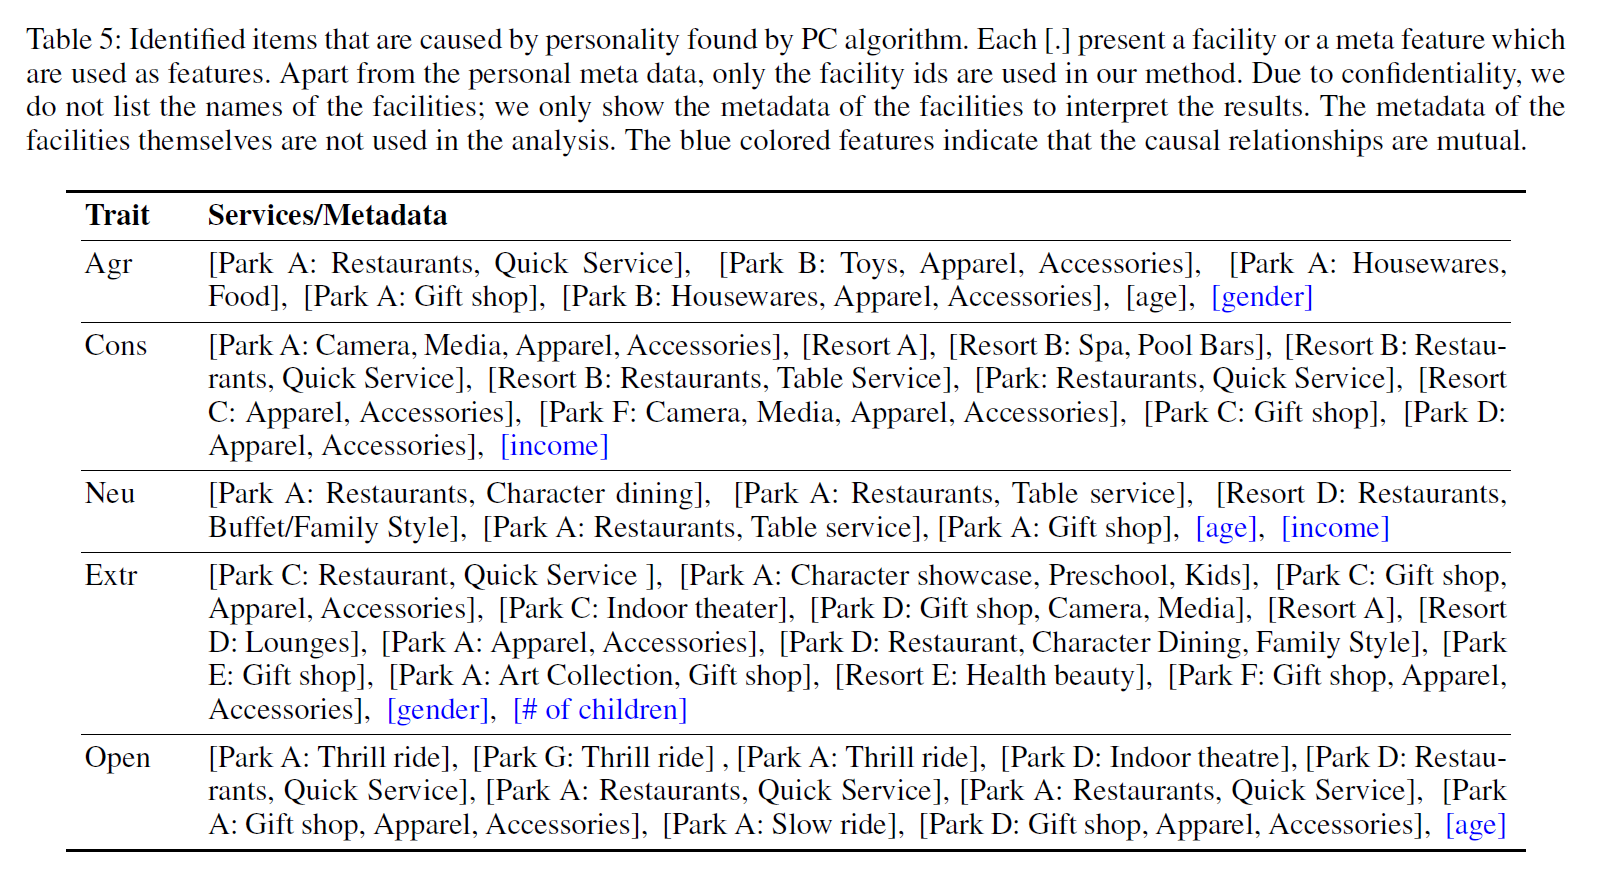 Table 5: Identified items that are caused by personality found by PC algorithm. Each [.] present a facility or a meta feature which
are used as features. Apart from the personal meta data, only the facility ids are used in our method. Due to confidentiality, we
do not list the names of the facilities; we only show the metadata of the facilities to interpret the results. The metadata of the
facilities themselves are not used in the analysis. The blue colored features indicate that the causal relationships are mutual.
Trait Services/Metadata
Agr [Park A: Restaurants, Quick Service], [Park B: Toys, Apparel, Accessories], [Park A: Housewares,
Food], [Park A: Gift shop], [Park B: Housewares, Apparel, Accessories], [age], [gender]
Cons [Park A: Camera, Media, Apparel, Accessories], [Resort A], [Resort B: Spa, Pool Bars], [Resort B: Restau-
rants, Quick Service], [Resort B: Restaurants, Table Service], [Park: Restaurants, Quick Service], [Resort
C: Apparel, Accessories], [Park F: Camera, Media, Apparel, Accessories], [Park C: Gift shop], [Park D:
Apparel, Accessories], [income]
Neu [Park A: Restaurants, Character dining], [Park A: Restaurants, Table service], [Resort D: Restaurants,
Buffet/Family Style], [Park A: Restaurants, Table service], [Park A: Gift shop], [age], [income]
Extr [Park C: Restaurant, Quick Service ], [Park A: Character showcase, Preschool, Kids], [Park C: Gift shop,
Apparel, Accessories], [Park C: Indoor theater], [Park D: Gift shop, Camera, Media], [Resort A], [Resort
D: Lounges], [Park A: Apparel, Accessories], [Park D: Restaurant, Character Dining, Family Style], [Park
E: Gift shop], [Park A: Art Collection, Gift shop], [Resort E: Health beauty], [Park F: Gift shop, Apparel,
Accessories], [gender], [# of children]
Open [Park A: Thrill ride], [Park G: Thrill ride] , [Park A: Thrill ride], [Park D: Indoor theatre], [Park D: Restau-
rants, Quick Service], [Park A: Restaurants, Quick Service], [Park A: Restaurants, Quick Service], [Park
A: Gift shop, Apparel, Accessories], [Park A: Slow ride], [Park D: Gift shop, Apparel, Accessories], [age]